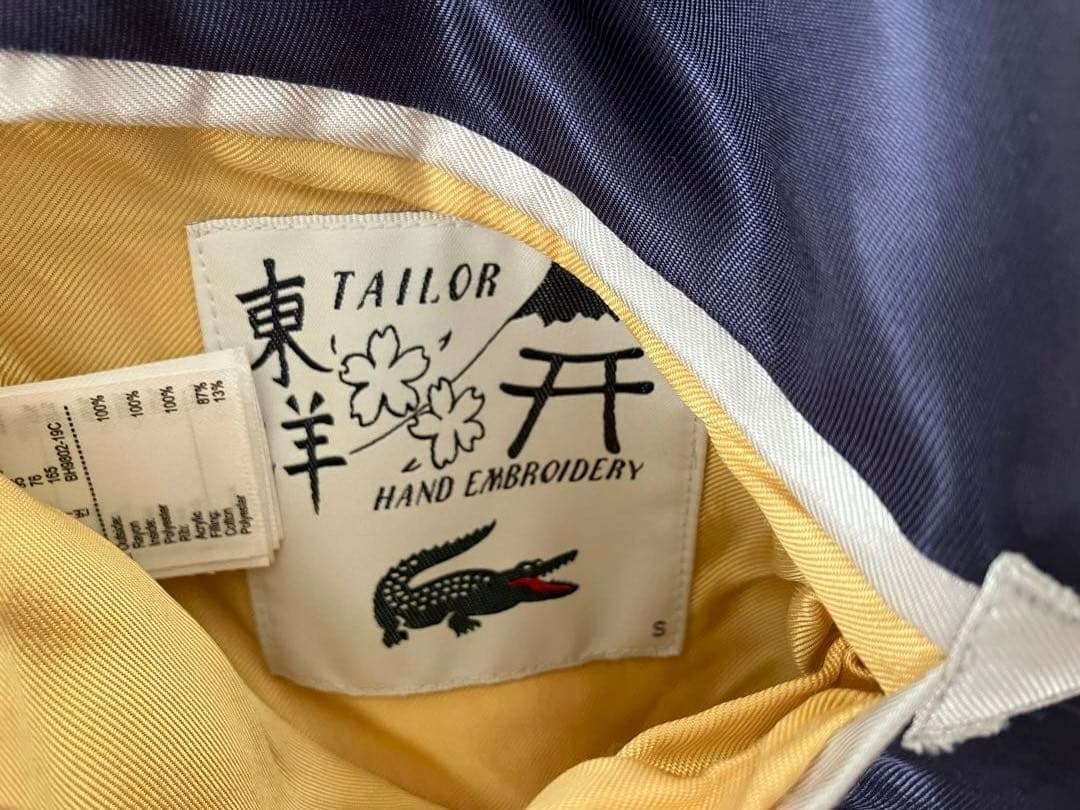 東洋
TAILOR
HAND EMBROIDERY
S
76
165
BH9802-19C
100%
Rayon
Inside:
100%
Polyester
100%
Rib:
Acrylic
Filling:
Cotton 87%
Polyester 13%